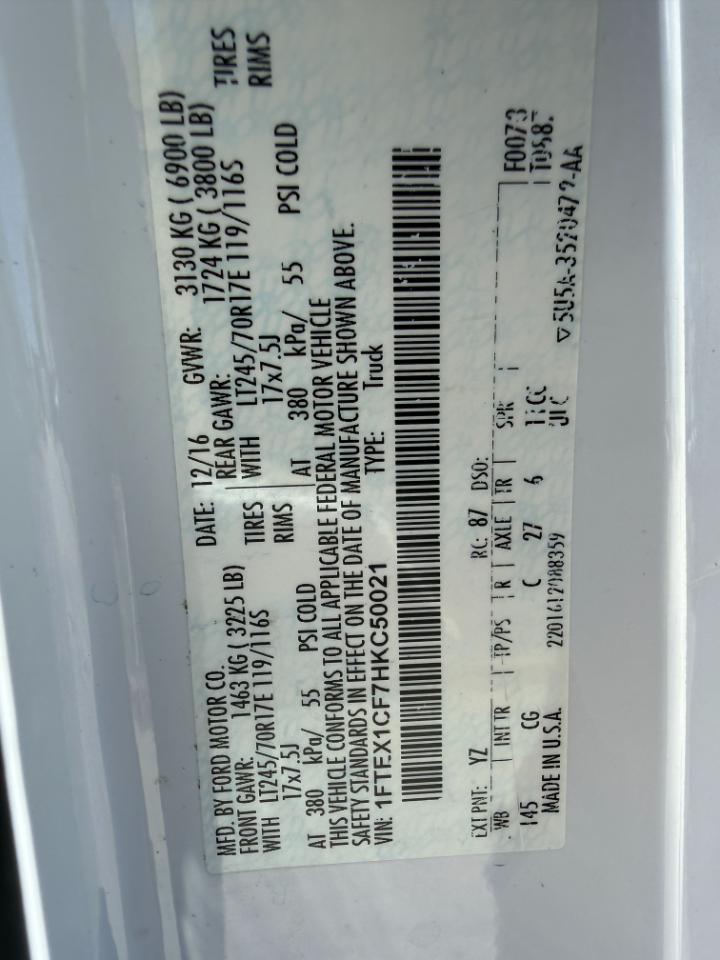 MFD. BY FORD MOTOR CO.
DATE: 12/16 GVWR: 3130 KG ( 6900 LB)
FRONT GAWR: 1463 KG ( 3225 LB) REAR GAWR: 1724 KG ( 3800 LB)
WITH LT245/70R17E 119/116S TIRES WITH LT245/70R17E 119/116S TIRES
17x7.5J RIMS 17x7.5J RIMS
AT 380 kPa/ 55 PSI COLD AT 380 kPa/ 55 PSI COLD
THIS VEHICLE CONFORMS TO ALL APPLICABLE FEDERAL MOTOR VEHICLE
SAFETY STANDARDS IN EFFECT ON THE DATE OF MANUFACTURE SHOWN ABOVE.
VIN: 1FTEX1CF7HKC50021 TYPE: Truck
EXT PNT: YZ RC: 87 DSO: F0073
WB INT TR TP/PS R AXLE TR SPR
145 CG C 27 6
MADE IN U.S.A.